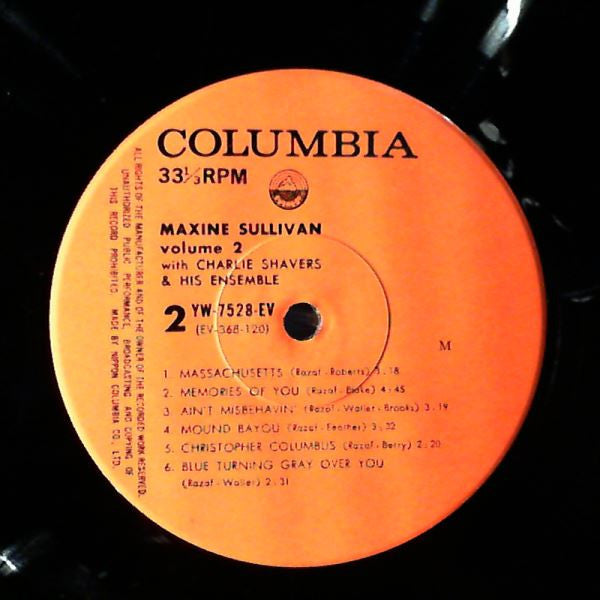 COLUMBIA
33⅓RPM
MAXINE SULLIVAN
volume 2
with CHARLIE SHAVERS
& HIS ENSEMBLE
2 YW-7528-EV
(EV-368-120)
M
1. MASSACHUSETTS (Razaf-Roberts) 3:18
2. MEMORIES OF YOU (Razaf-Blake) 4:45
3. AIN'T MISBEHAVIN' (Razaf-Waller-Brooks) 3:19
4. MOUND BAYOU (Razaf-Feather) 3:32
5. CHRISTOPHER COLUMBUS (Razaf-Berry) 2:20
6. BLUE TURNING GRAY OVER YOU
(Razaf-Waller) 2:31
ALL RIGHTS OF THE MANUFACTURER AND OF THE OWNER OF THE RECORDED WORK RESERVED.
UNAUTHORIZED PUBLIC PERFORMANCE, BROADCASTING AND COPYING OF
THIS RECORD PROHIBITED. MADE BY NIPPON COLUMBIA CO., LTD.